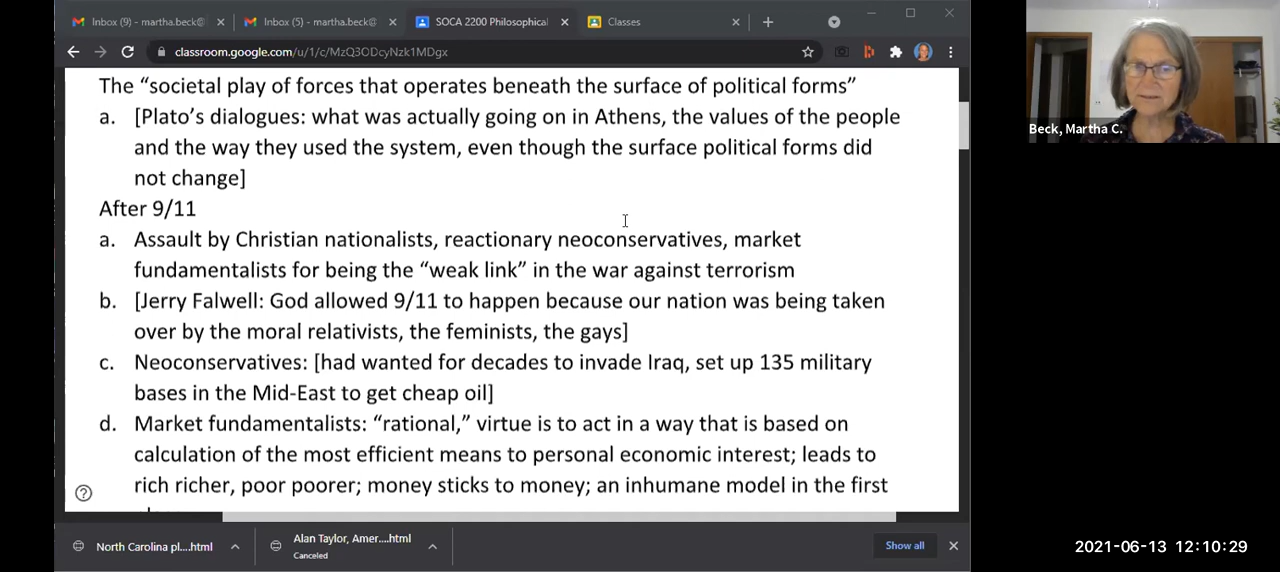 Inbox (9) - martha.beck@
Inbox (5) - martha.beck@
SOCA 2200 Philosophical
Classes
classroom.google.com/u/1/c/MzQ3ODcyNzk1MDgx
The “societal play of forces that operates beneath the surface of political forms”
a. [Plato’s dialogues: what was actually going on in Athens, the values of the people
and the way they used the system, even though the surface political forms did
not change]
After 9/11
a. Assault by Christian nationalists, reactionary neoconservatives, market
fundamentalists for being the “weak link” in the war against terrorism
b. [Jerry Falwell: God allowed 9/11 to happen because our nation was being taken
over by the moral relativists, the feminists, the gays]
c. Neoconservatives: [had wanted for decades to invade Iraq, set up 135 military
bases in the Mid-East to get cheap oil]
d. Market fundamentalists: “rational,” virtue is to act in a way that is based on
calculation of the most efficient means to personal economic interest; leads to
rich richer, poor poorer; money sticks to money; an inhumane model in the first
North Carolina pl....html
Alan Taylor, Amer....html
Canceled
Show all
Beck, Martha C.
2021-06-13 12:10:29